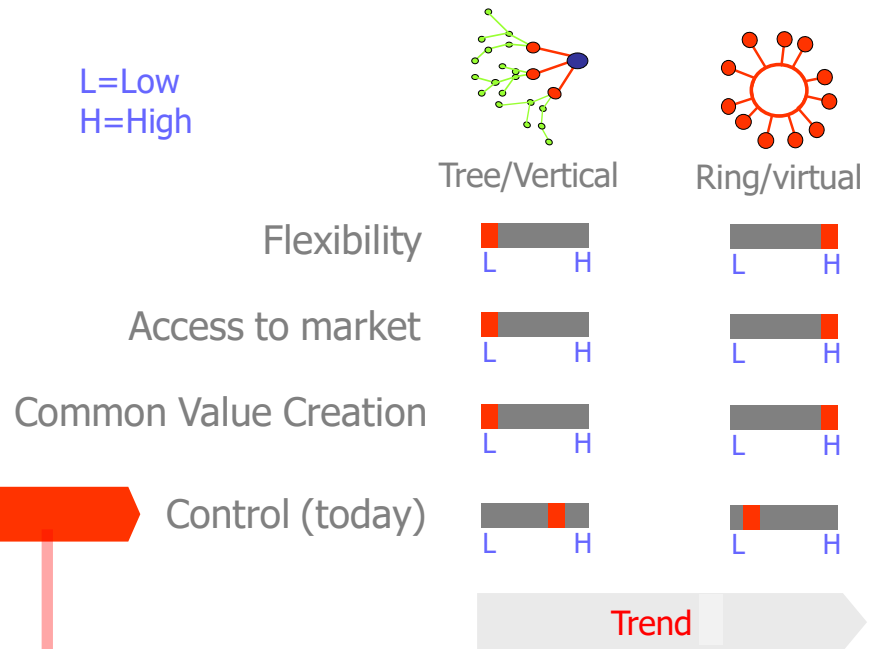 L=Low
H=High
Tree/Vertical
Ring/virtual
Flexibility
L H
L H
Access to market
L H
L H
Common Value Creation
L H
L H
Control (today)
L H
L H
Trend